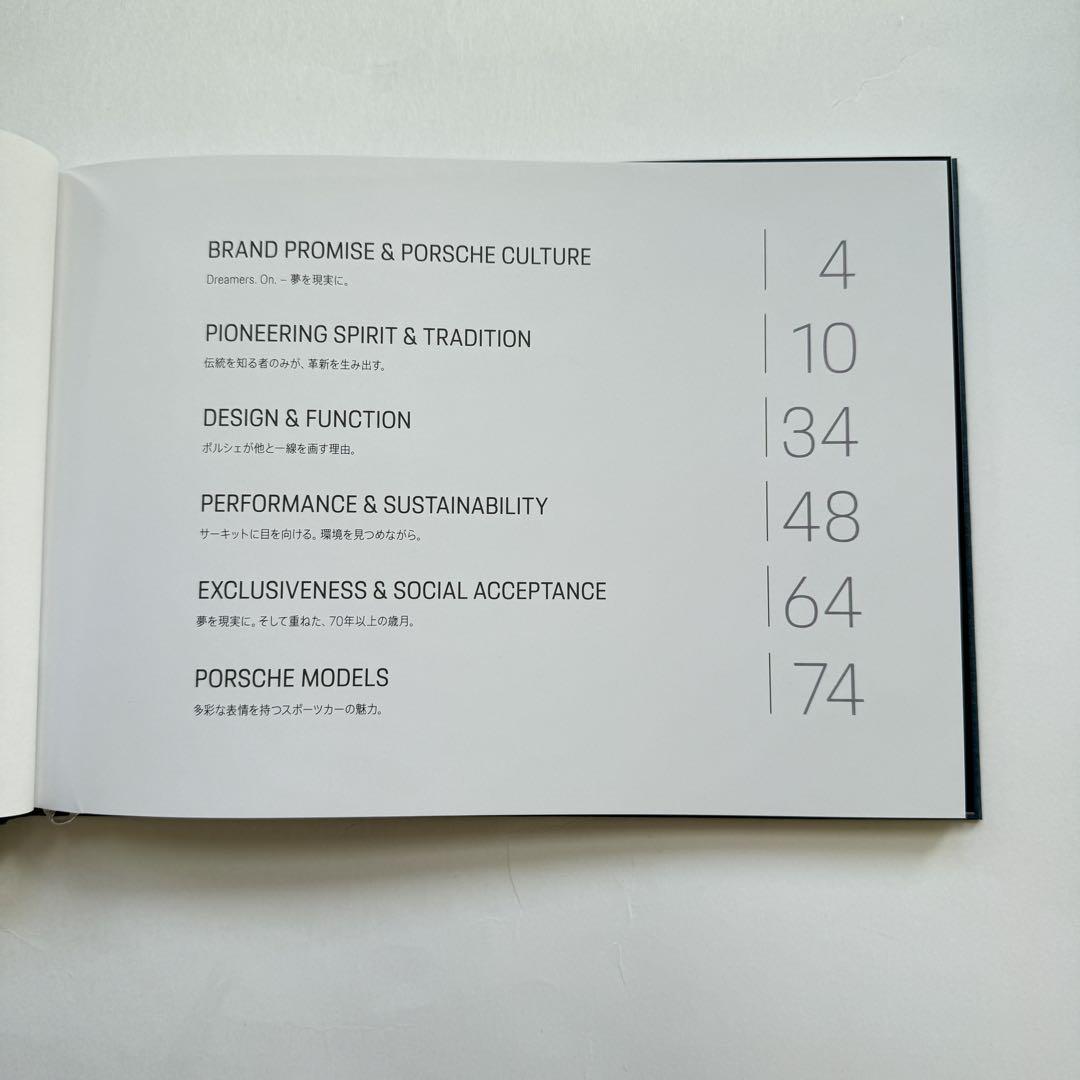 BRAND PROMISE & PORSCHE CULTURE
4
Dreamers. On. – 夢を現実に。
PIONEERING SPIRIT & TRADITION
10
伝統を知る者のみが、革新を生み出す。
DESIGN & FUNCTION
34
ポルシェが他と一線を画す理由。
PERFORMANCE & SUSTAINABILITY
48
サーキットに目を向ける。環境を見つめながら。
EXCLUSIVENESS & SOCIAL ACCEPTANCE
64
夢を現実に。そして重ねた、70年以上の歳月。
PORSCHE MODELS
74
多彩な表情を持つスポーツカーの魅力。